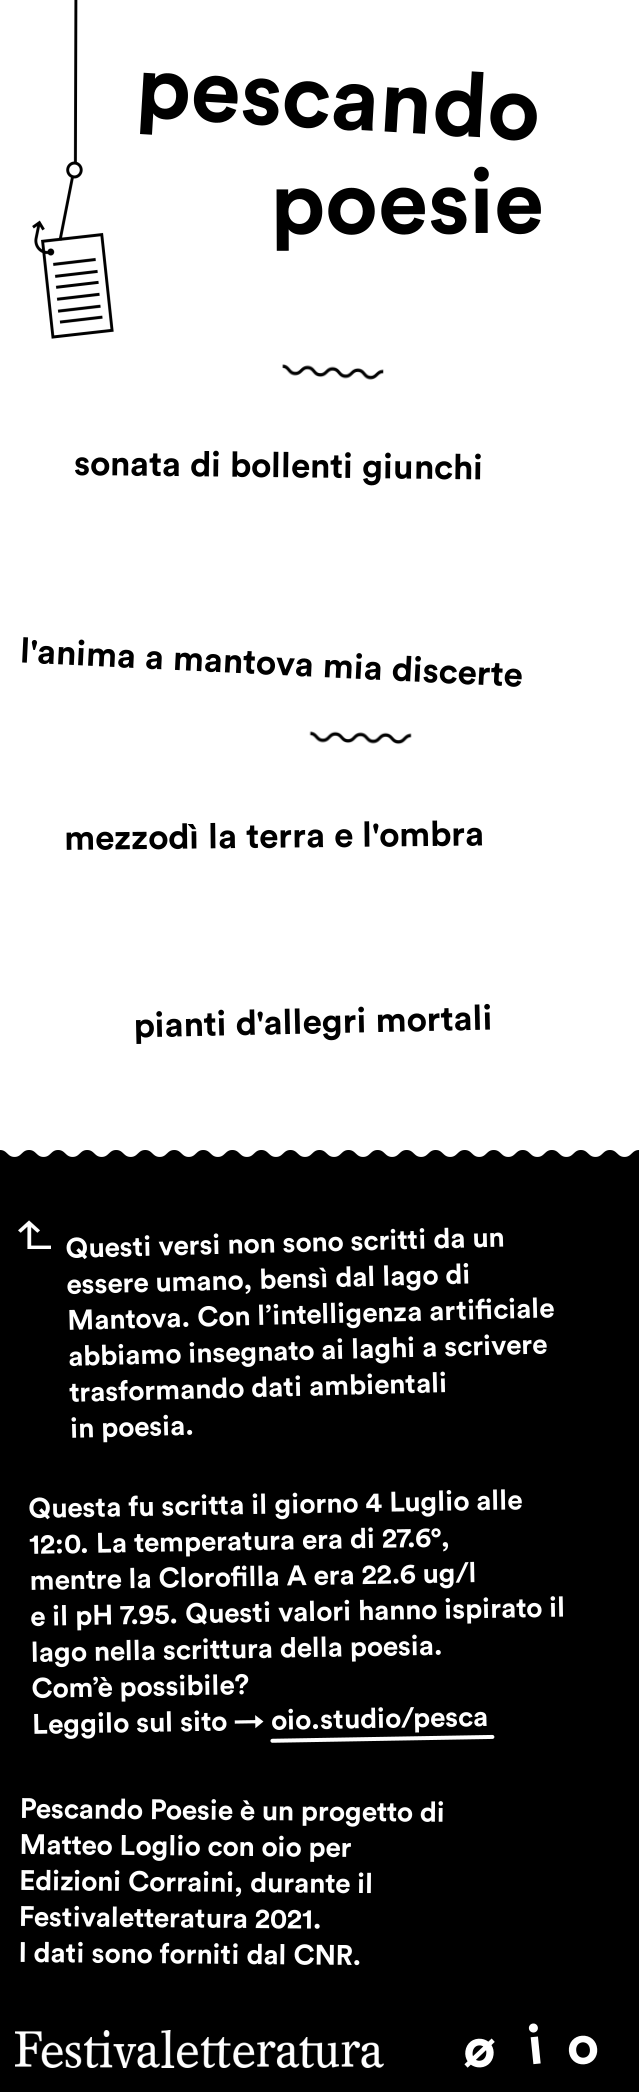 pescando
poesie
sonata di bollenti giunchi
l'anima a mantova mia discerte
mezzodì la terra e l'ombra
pianti d'allegri mortali
Questi versi non sono scritti da un
essere umano, bensì dal lago di
Mantova. Con l’intelligenza artificiale
abbiamo insegnato ai laghi a scrivere
trasformando dati ambientali
in poesia.
Questa fu scritta il giorno 4 Luglio alle
12:0. La temperatura era di 27.6°,
mentre la Clorofilla A era 22.6 ug/l
e il pH 7.95. Questi valori hanno ispirato il
lago nella scrittura della poesia.
Com’è possibile?
Leggilo sul sito → oio.studio/pesca
Pescando Poesie è un progetto di
Matteo Loglio con oio per
Edizioni Corraini, durante il
Festivaletteratura 2021.
I dati sono forniti dal CNR.
Festivaletteratura ø i o